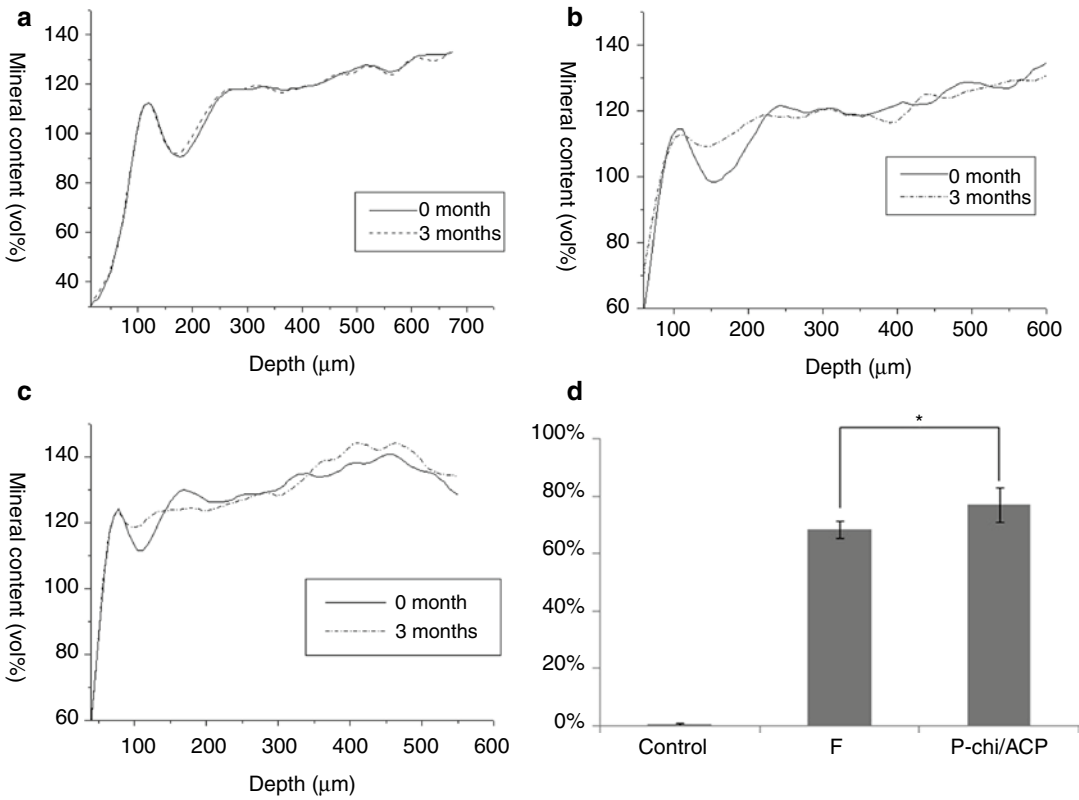 a
Mineral content (vol%)
140
120
100
80
60
40
0 month
3 months
100 200 300 400 500 600 700
Depth (μm)
b
Mineral content (vol%)
140
120
100
80
60
0 month
3 months
100 200 300 400 500 600
Depth (μm)
c
Mineral content (vol%)
140
120
100
80
60
0 month
3 months
100 200 300 400 500 600
Depth (μm)
d
100%
80%
60%
40%
20%
0%
*
Control F P-chi/ACP